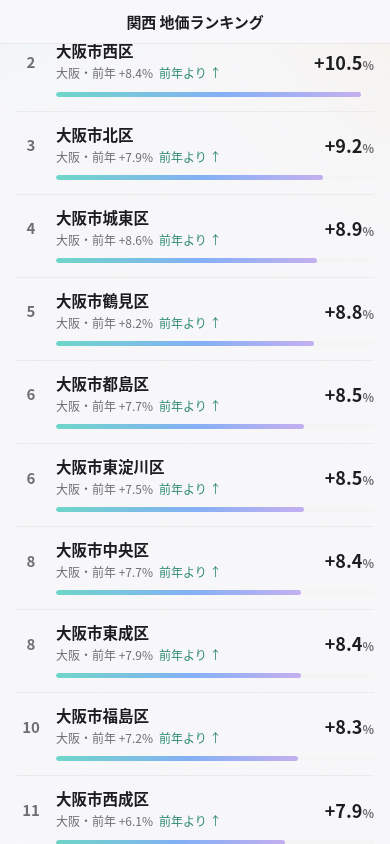 関西 地価ランキング
2
大阪市西区
大阪・前年 +8.4% 前年より ↑
+10.5%
3
大阪市北区
大阪・前年 +7.9% 前年より ↑
+9.2%
4
大阪市城東区
大阪・前年 +8.6% 前年より ↑
+8.9%
5
大阪市鶴見区
大阪・前年 +8.2% 前年より ↑
+8.8%
6
大阪市都島区
大阪・前年 +7.7% 前年より ↑
+8.5%
6
大阪市東淀川区
大阪・前年 +7.5% 前年より ↑
+8.5%
8
大阪市中央区
大阪・前年 +7.7% 前年より ↑
+8.4%
8
大阪市東成区
大阪・前年 +7.9% 前年より ↑
+8.4%
10
大阪市福島区
大阪・前年 +7.2% 前年より ↑
+8.3%
11
大阪市西成区
大阪・前年 +6.1% 前年より ↑
+7.9%